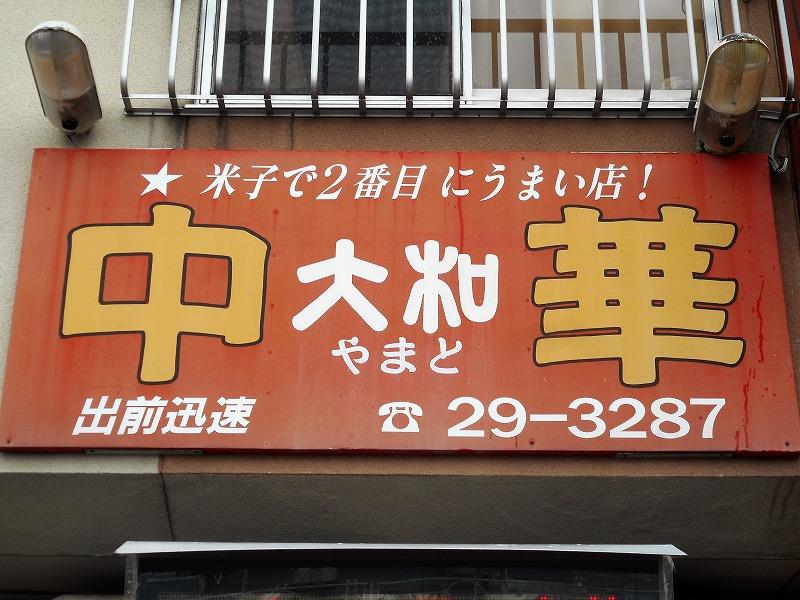 ★ 米子で2番目にうまい店！
中 大和 華
やまと
出前迅速 ☎ 29-3287